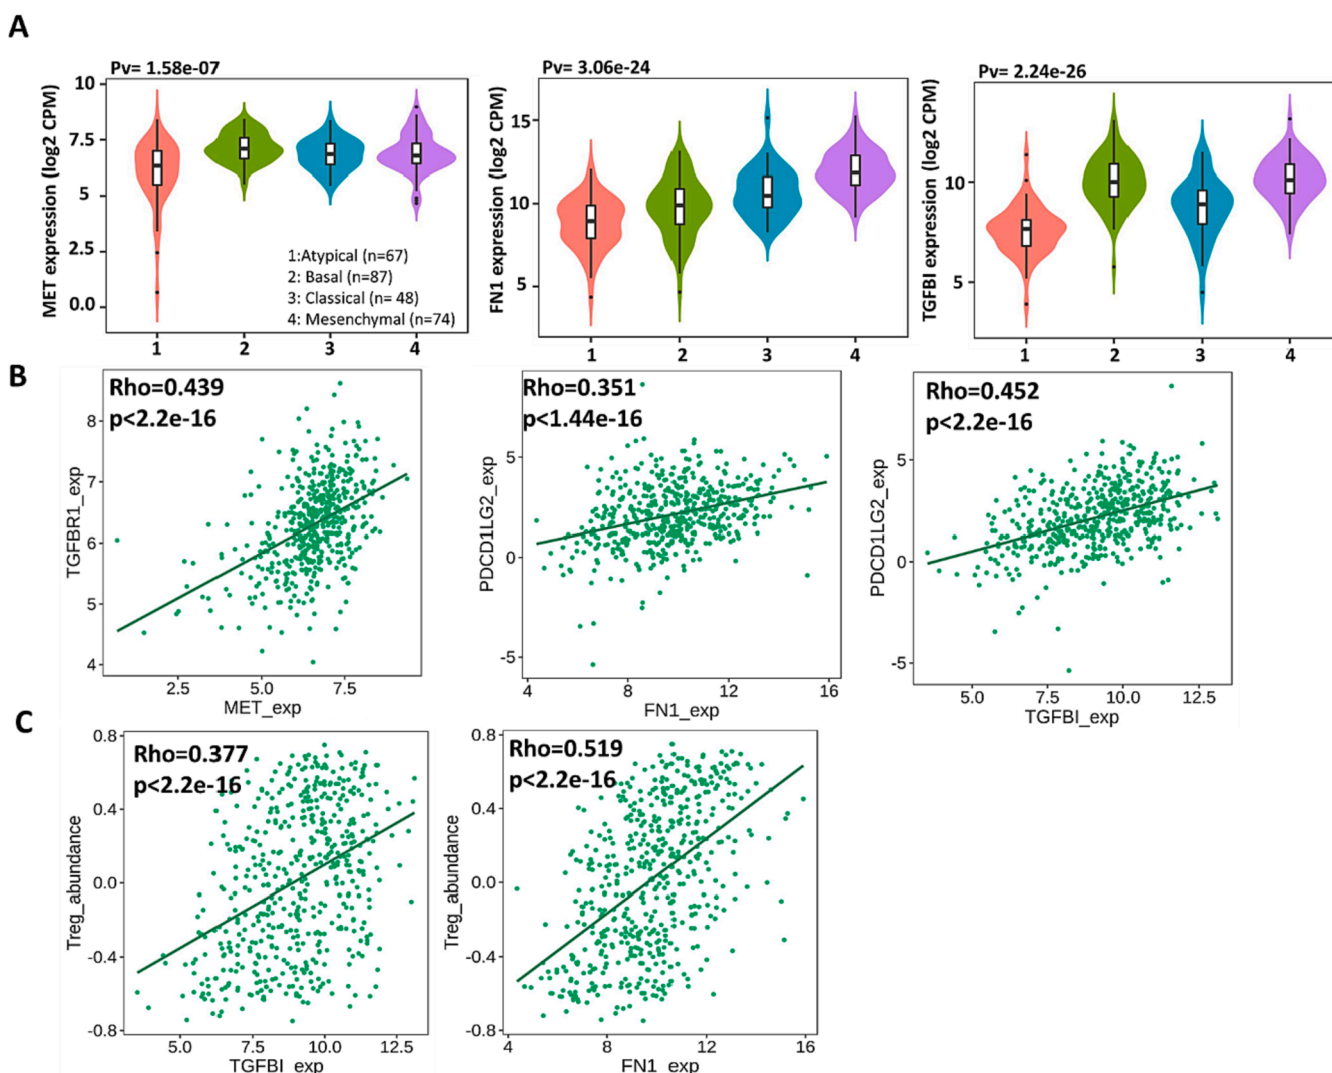 A
Pv= 1.58e-07
MET expression (log2 CPM)
10
7.5
5
2.5
0.0
1:Atypical (n=67)
2: Basal (n=87)
3: Classical (n= 48)
4: Mesenchymal (n=74)
1 2 3 4
Pv= 3.06e-24
FN1 expression (log2 CPM)
15
10
5
1 2 3 4
Pv= 2.24e-26
TGFBI expression (log2 CPM)
10
5
1 2 3 4
B
Rho=0.439
p<2.2e-16
TGFBR1_exp
8
7
6
5
4
2.5 5.0 7.5
MET_exp
Rho=0.351
p<1.44e-16
PDCD1LG2_exp
5
0
-5
4 8 12 16
FN1_exp
Rho=0.452
p<2.2e-16
PDCD1LG2_exp
5
0
-5
5.0 7.5 10.0 12.5
TGFBI_exp
C
Rho=0.377
p<2.2e-16
Treg_abundance
0.8
0.4
0.0
-0.4
-0.8
5.0 7.5 10.0 12.5
TGFBI_exp
Rho=0.519
p<2.2e-16
Treg_abundance
0.8
0.4
0.0
-0.4
-0.8
4 8 12 16
FN1_exp